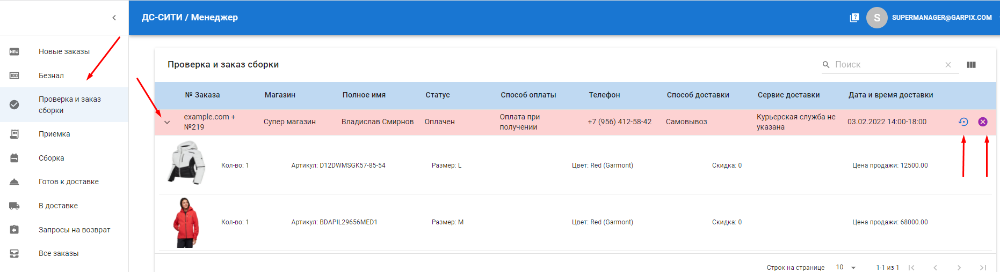 ДС-СИТИ / Менеджер
S SUPERMANAGER@GARPIX.COM
NEW Новые заказы
Безнал
Проверка и заказ
сборки
Приемка
Сборка
Готов к доставке
В доставке
Запросы на возврат
Все заказы
Проверка и заказ сборки
Поиск
№ Заказа Магазин Полное имя Статус Способ оплаты Телефон Способ доставки Сервис доставки Дата и время доставки
example.com +
№219
Супер магазин
Владислав Смирнов
Оплачен
Оплата при
получении
+7 (956) 412-58-42
Самовывоз
Курьерская служба не
указана
03.02.2022 14:00-18:00
Кол-во: 1 Артикул: D12DWMSGK57-85-54 Размер: L Цвет: Red (Garmont) Скидка: 0 Цена продажи: 12500.00
Кол-во: 1 Артикул: BDAPIL29656MED1 Размер: M Цвет: Red (Garmont) Скидка: 0 Цена продажи: 68000.00
Строк на странице 10 1-1 из 1